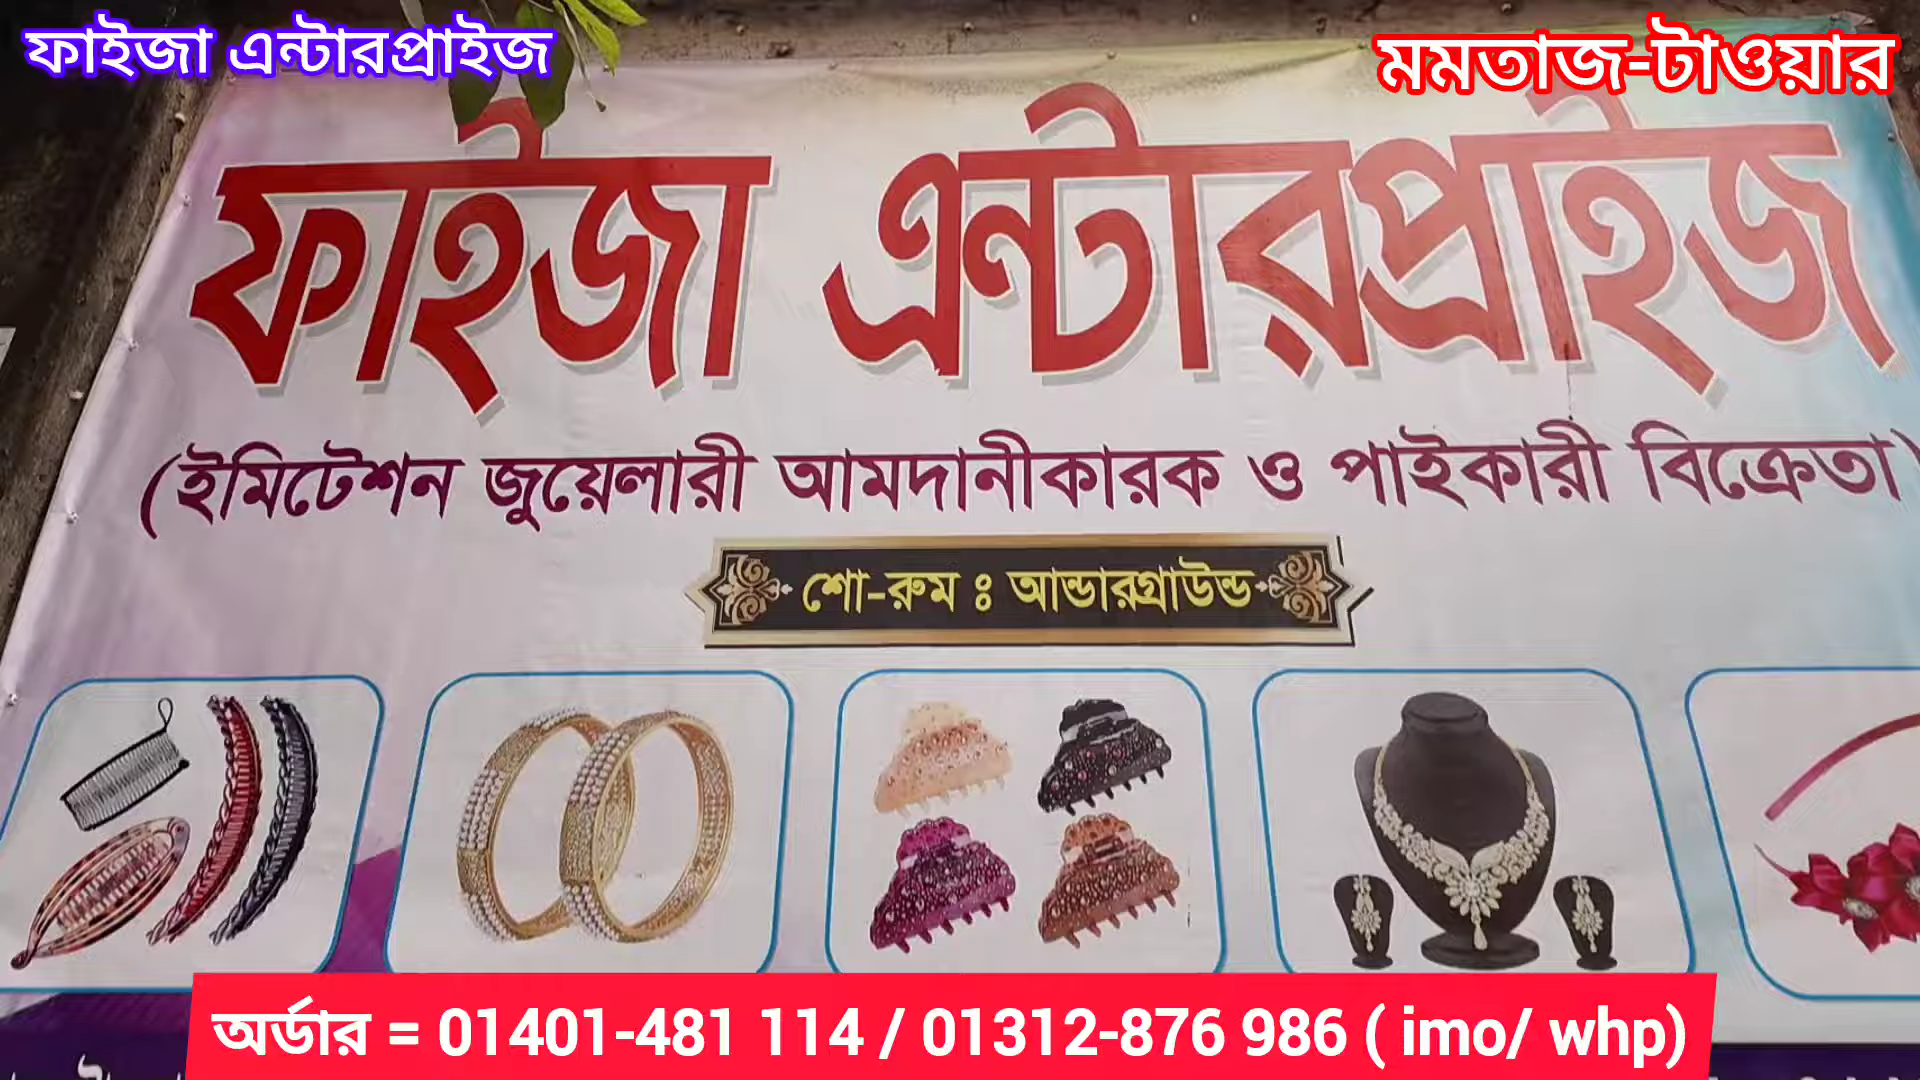 ফাইজা এন্টারপ্রাইজ
মমতাজ-টাওয়ার
ফাইজা এন্টারপ্রাইজ
(ইমিটেশন জুয়েলারী আমদানীকারক ও পাইকারী বিক্রেতা)
শো-রুম ঃ আন্ডারগ্রাউন্ড
অর্ডার = 01401-481 114 / 01312-876 986 ( imo/ whp)